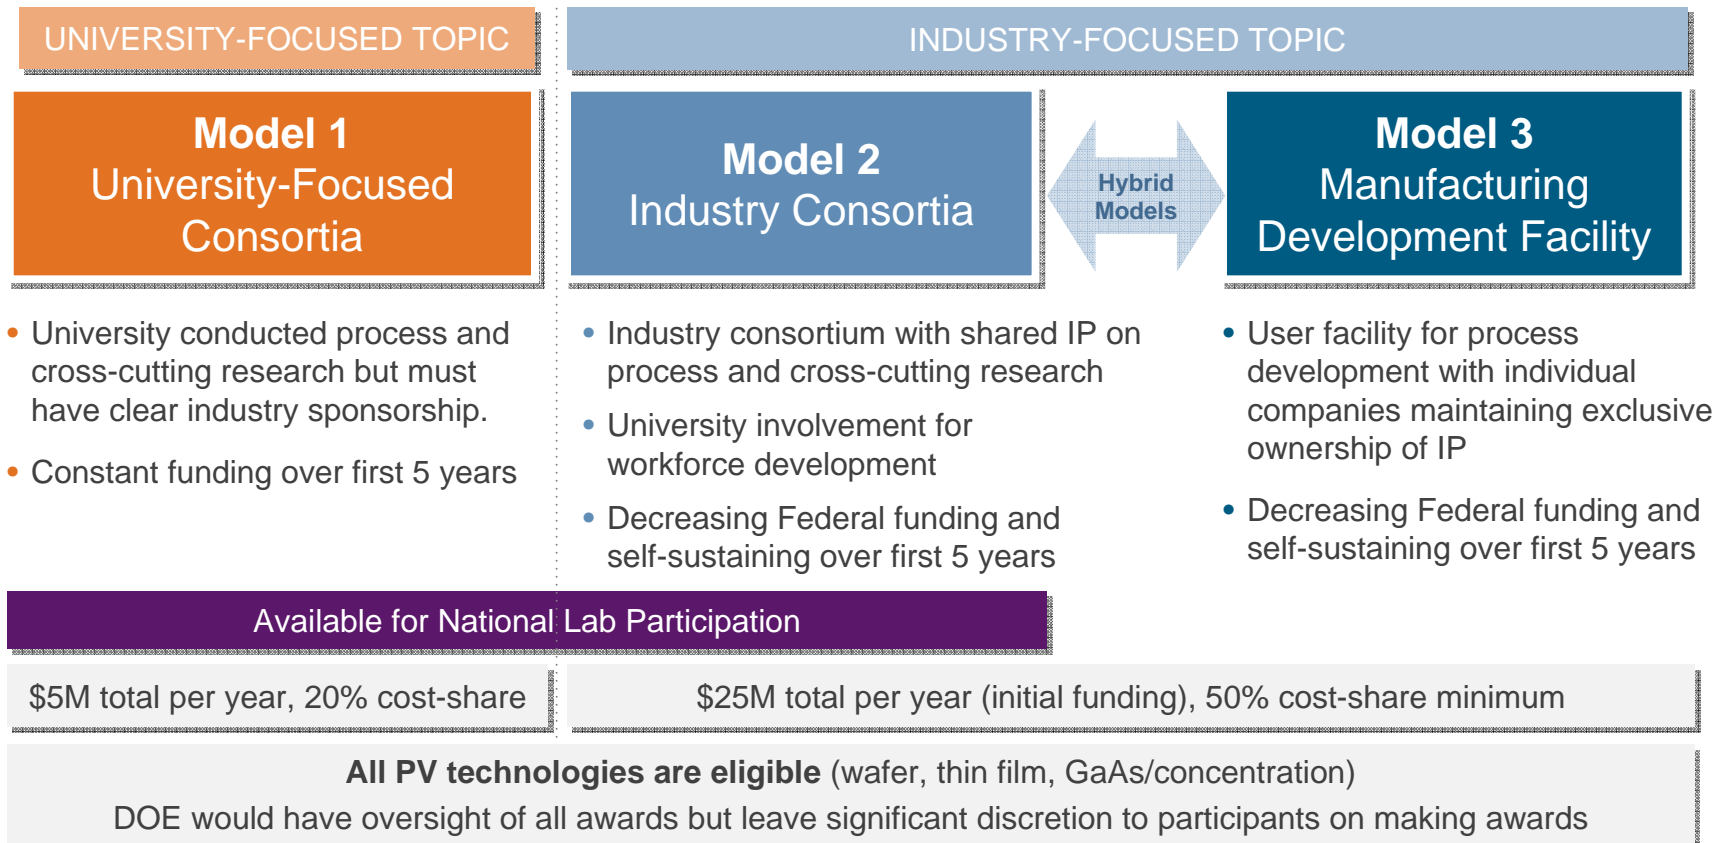 UNIVERSITY-FOCUSED TOPIC
INDUSTRY-FOCUSED TOPIC
Model 1
University-Focused
Consortia
Model 2
Industry Consortia
Hybrid
Models
Model 3
Manufacturing
Development Facility
• University conducted process and
cross-cutting research but must
have clear industry sponsorship.
• Constant funding over first 5 years
• Industry consortium with shared IP on
process and cross-cutting research
• University involvement for
workforce development
• Decreasing Federal funding and
self-sustaining over first 5 years
• User facility for process
development with individual
companies maintaining exclusive
ownership of IP
• Decreasing Federal funding and
self-sustaining over first 5 years
Available for National Lab Participation
$5M total per year, 20% cost-share
$25M total per year (initial funding), 50% cost-share minimum
All PV technologies are eligible (wafer, thin film, GaAs/concentration)
DOE would have oversight of all awards but leave significant discretion to participants on making awards